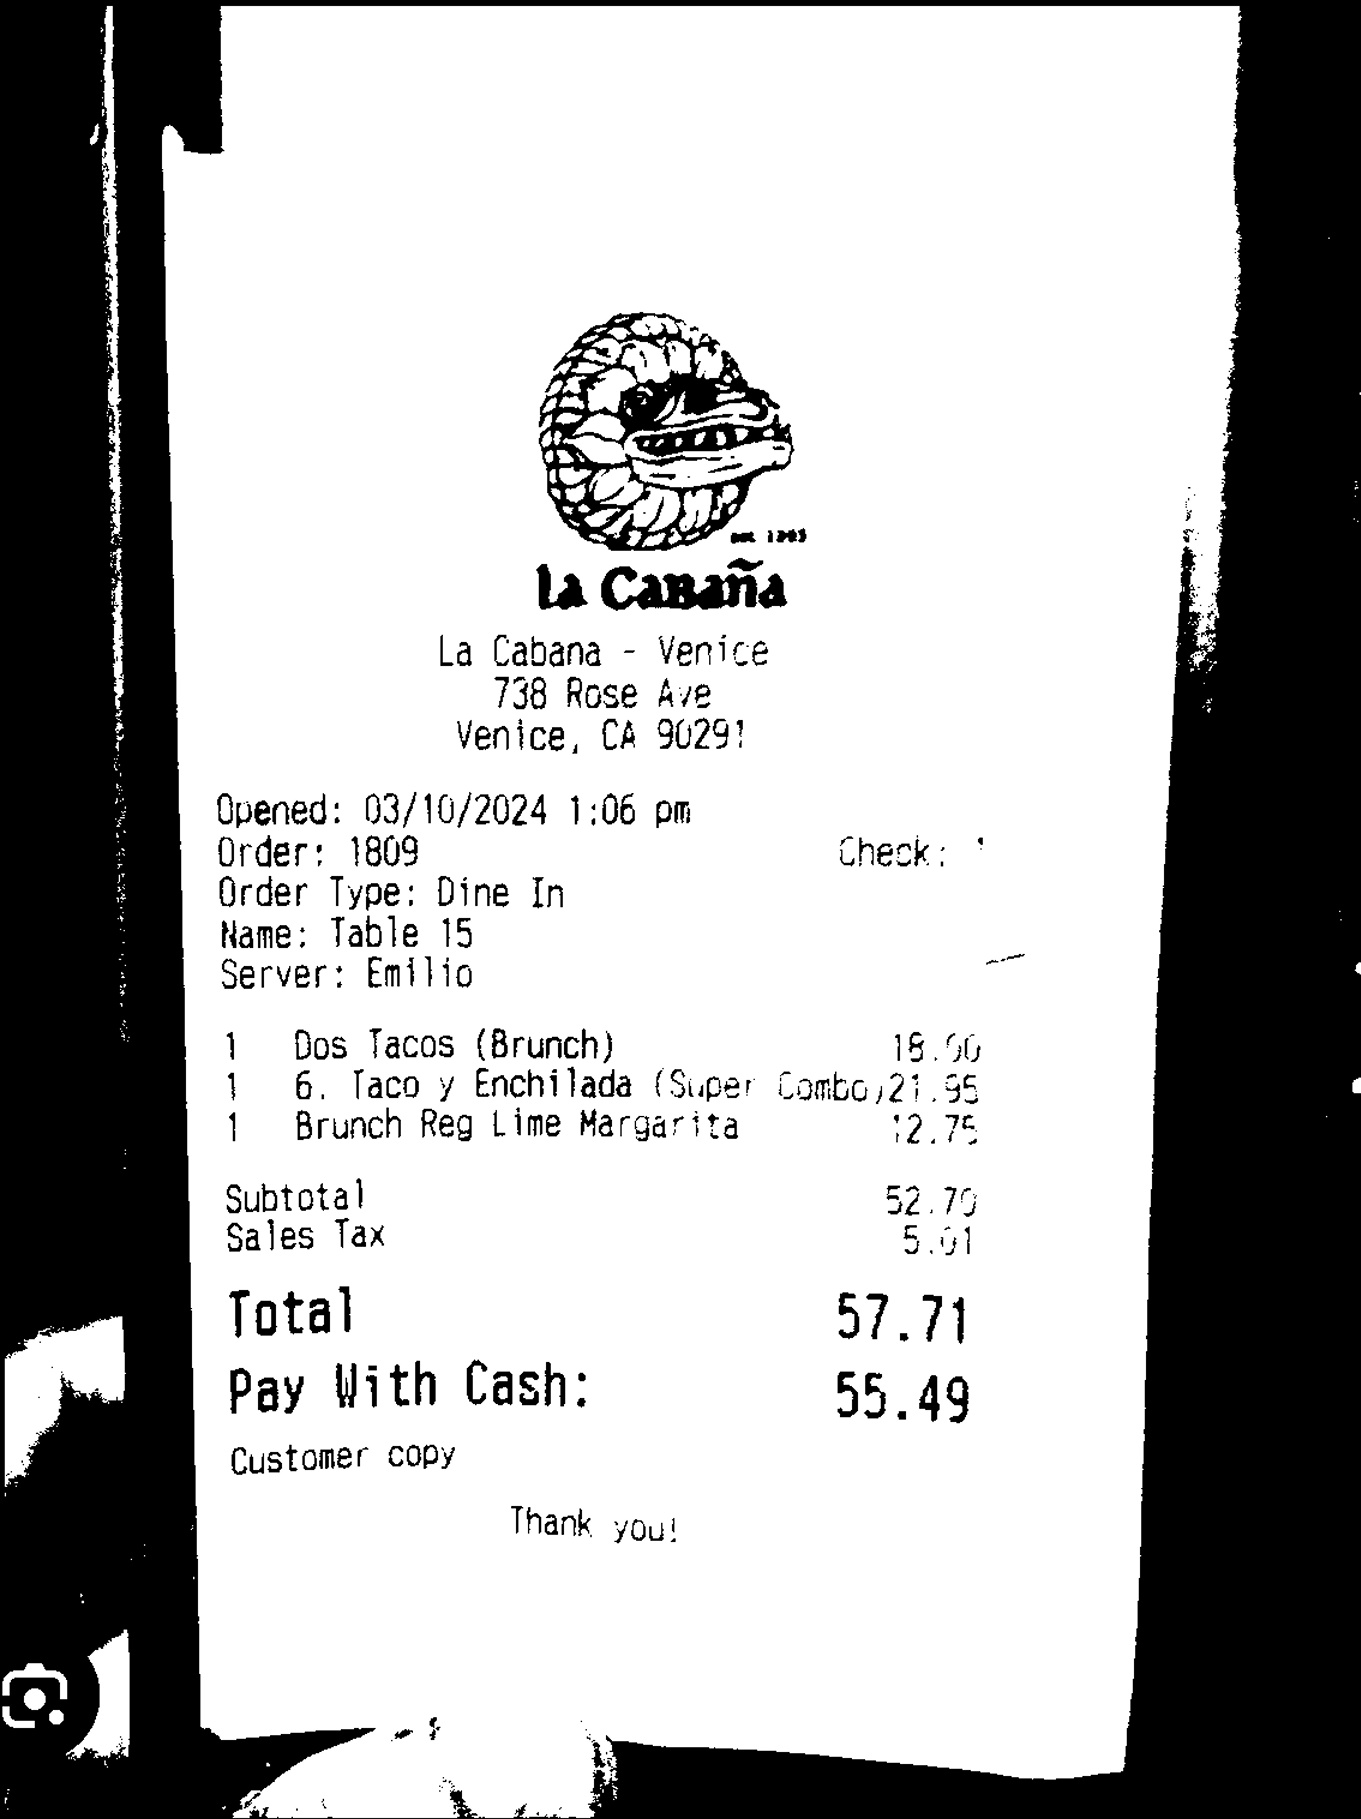 la Cabaña
La Cabana - Venice
738 Rose Ave
Venice, CA 90291
Opened: 03/10/2024 1:06 pm
Order: 1809 Check:
Order Type: Dine In
Name: Table 15
Server: Emilio
1 Dos Tacos (Brunch) 18.00
1 6. Taco y Enchilada (Super Combo)21.95
1 Brunch Reg Lime Margarita 12.75
Subtotal 52.70
Sales Tax 5.01
Total 57.71
Pay With Cash: 55.49
Customer copy
Thank you!